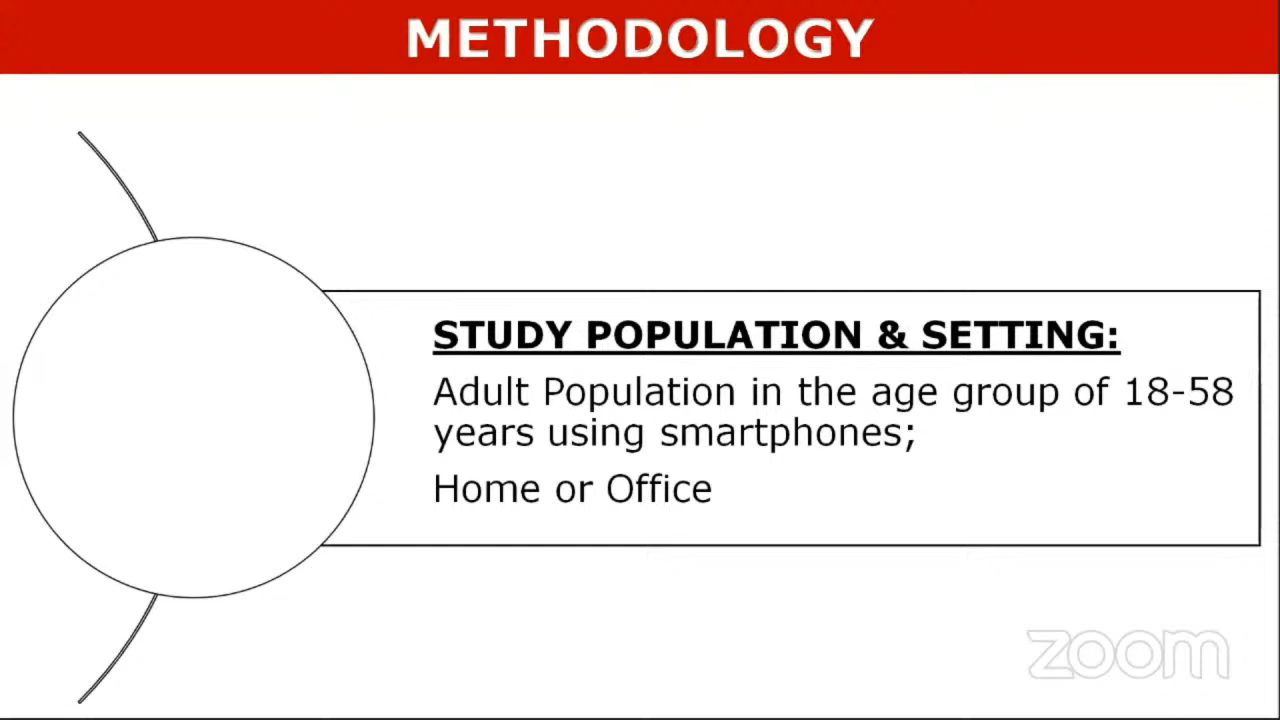 METHODOLOGY
STUDY POPULATION & SETTING:
Adult Population in the age group of 18-58
years using smartphones;
Home or Office
zoom